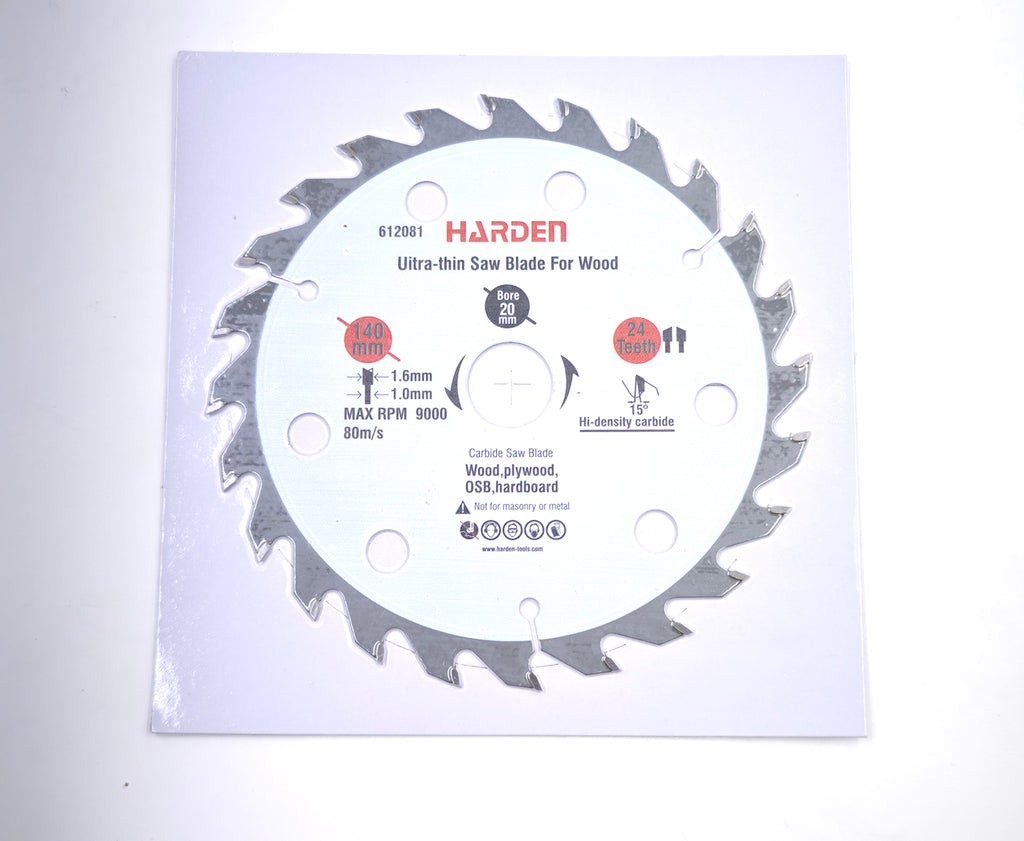 612081 HARDEN
Uitra-thin Saw Blade For Wood
Bore
20
mm
140
mm
24
Teeth
1.6mm
1.0mm
MAX RPM 9000
80m/s
15°
Hi-density carbide
Carbide Saw Blade
Wood,plywood,
OSB,hardboard
Not for masonry or metal
www.harden-tools.com